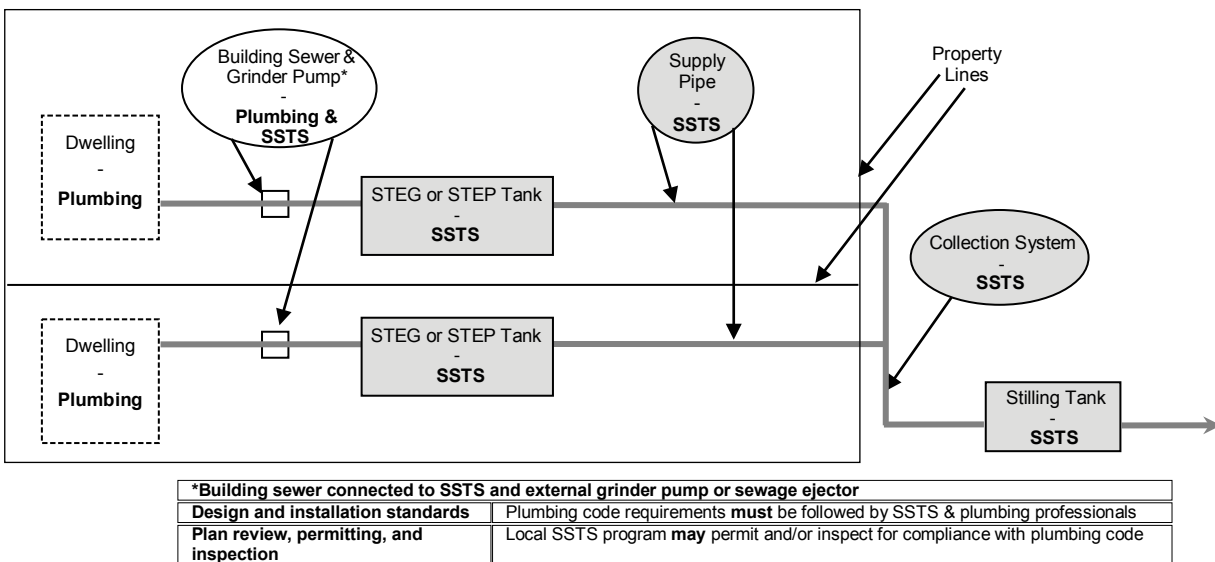 Building Sewer &
Grinder Pump*
-
Plumbing &
SSTS
Supply
Pipe
-
SSTS
Property
Lines
Dwelling
-
Plumbing
STEG or STEP Tank
-
SSTS
Collection System
-
SSTS
Dwelling
-
Plumbing
STEG or STEP Tank
-
SSTS
Stilling Tank
-
SSTS
*Building sewer connected to SSTS and external grinder pump or sewage ejector
Design and installation standards Plumbing code requirements must be followed by SSTS & plumbing professionals
Plan review, permitting, and Local SSTS program may permit and/or inspect for compliance with plumbing code
inspection